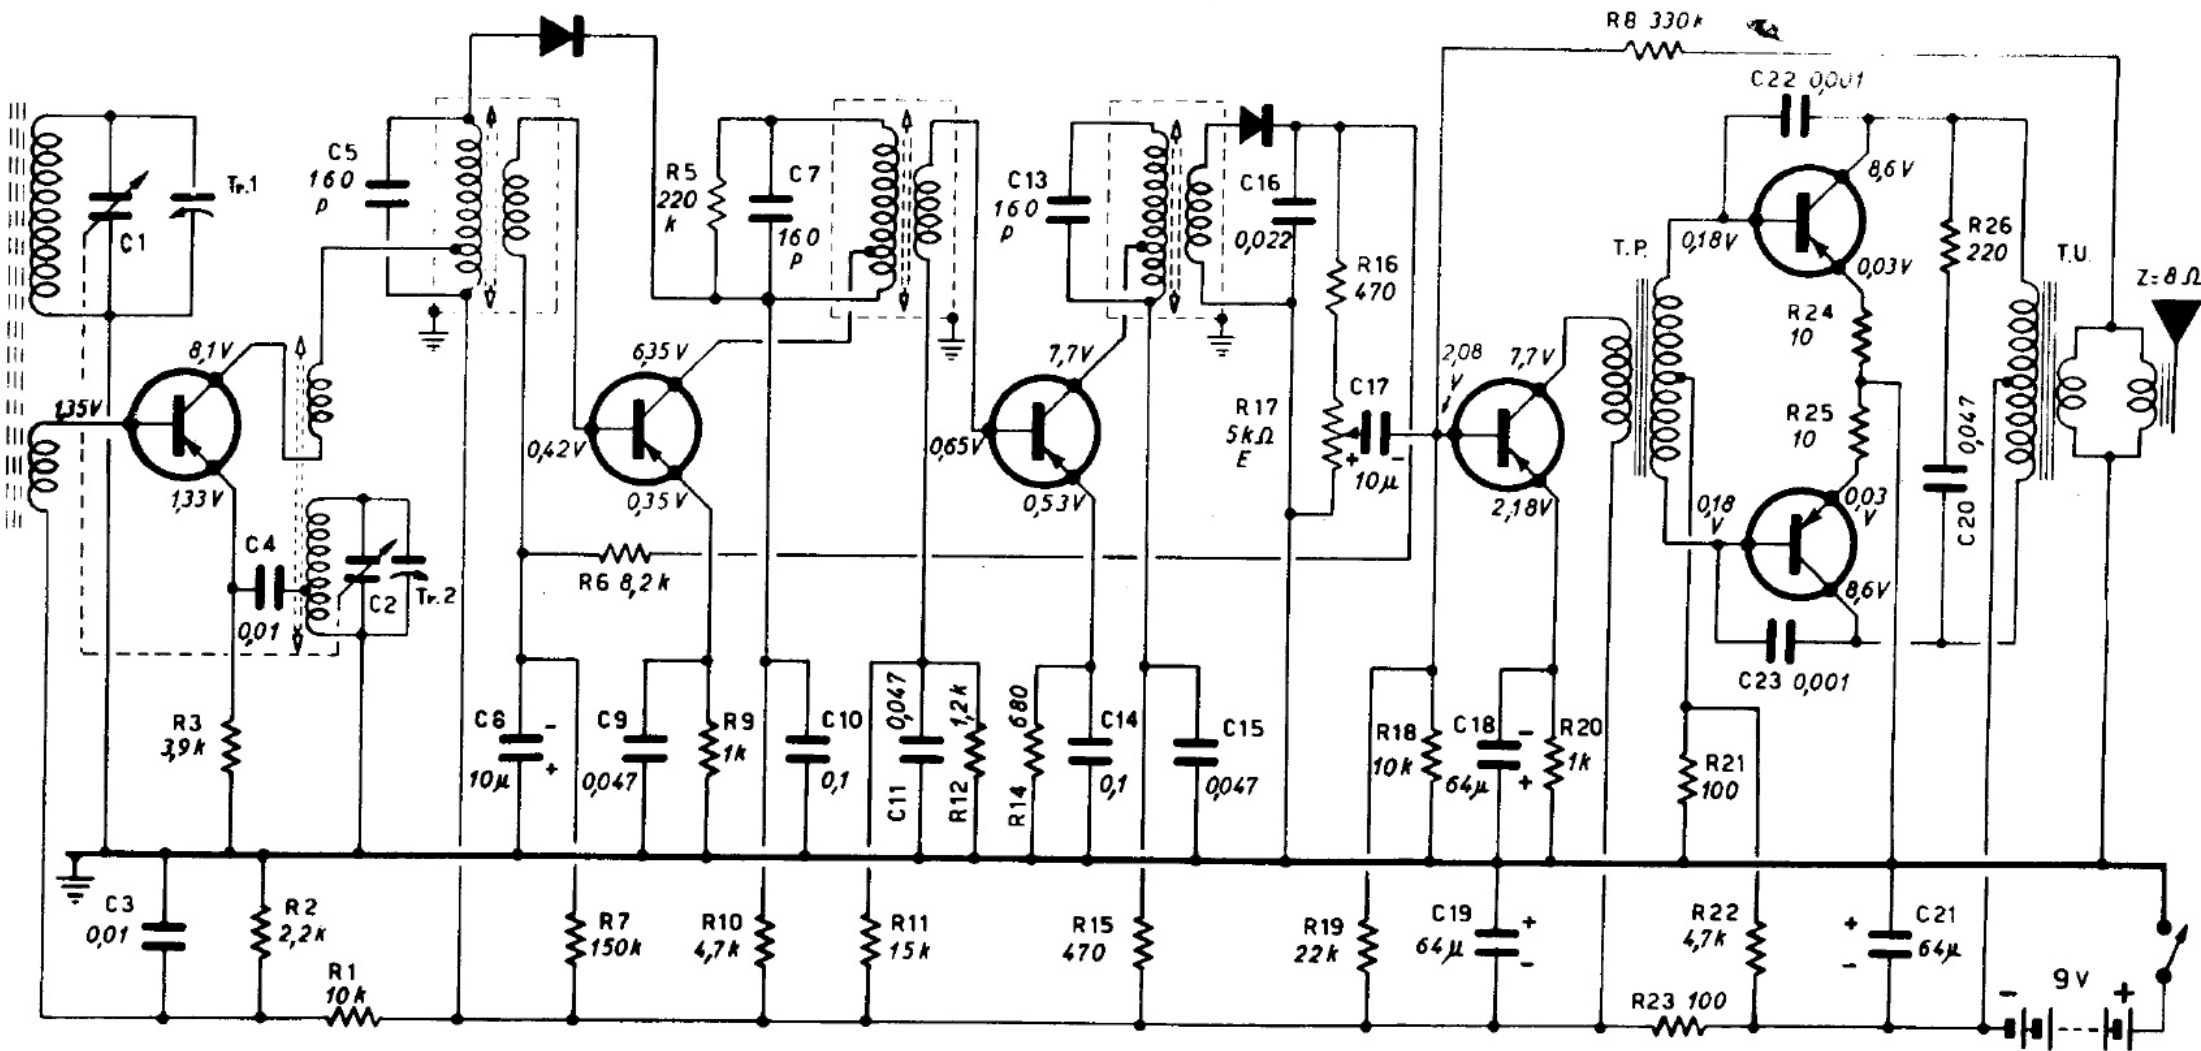 R8 330k
C22 0,001
C5
160
p
Tr.1
C1
R5
220
k
C7
160
p
C13
160
p
C16
0,022
8,6V
0,18V
0,03V
R26
220
T.P.
T.U.
Z=8Ω
R16
470
R24
10
8,1V
6,35V
7,7V
2,08
V
7,7V
1,35V
0,42V
0,65V
R17
5kΩ
E
C17
+ -
10µ
R25
10
0,047
C20
1,33V
0,35V
0,53V
2,18V
0,18
V
0,03
V
C4
0,01
C2
Tr.2
R6 8,2k
8,6V
C23 0,001
R3
3,9k
C6
-
+
10µ
C9
0,047
R9
1k
C10
0,1
0,047
C11
1,2k
R12
680
R14
C14
0,1
C15
0,047
R18
10k
C18
-
+
64µ
R20
1k
R21
100
C3
0,01
R2
2,2k
R1
10k
R7
150k
R10
4,7k
R11
15k
R15
470
R19
22k
C19
+
-
64µ
R22
4,7k
C21
+
-
64µ
R23 100
9V
- +